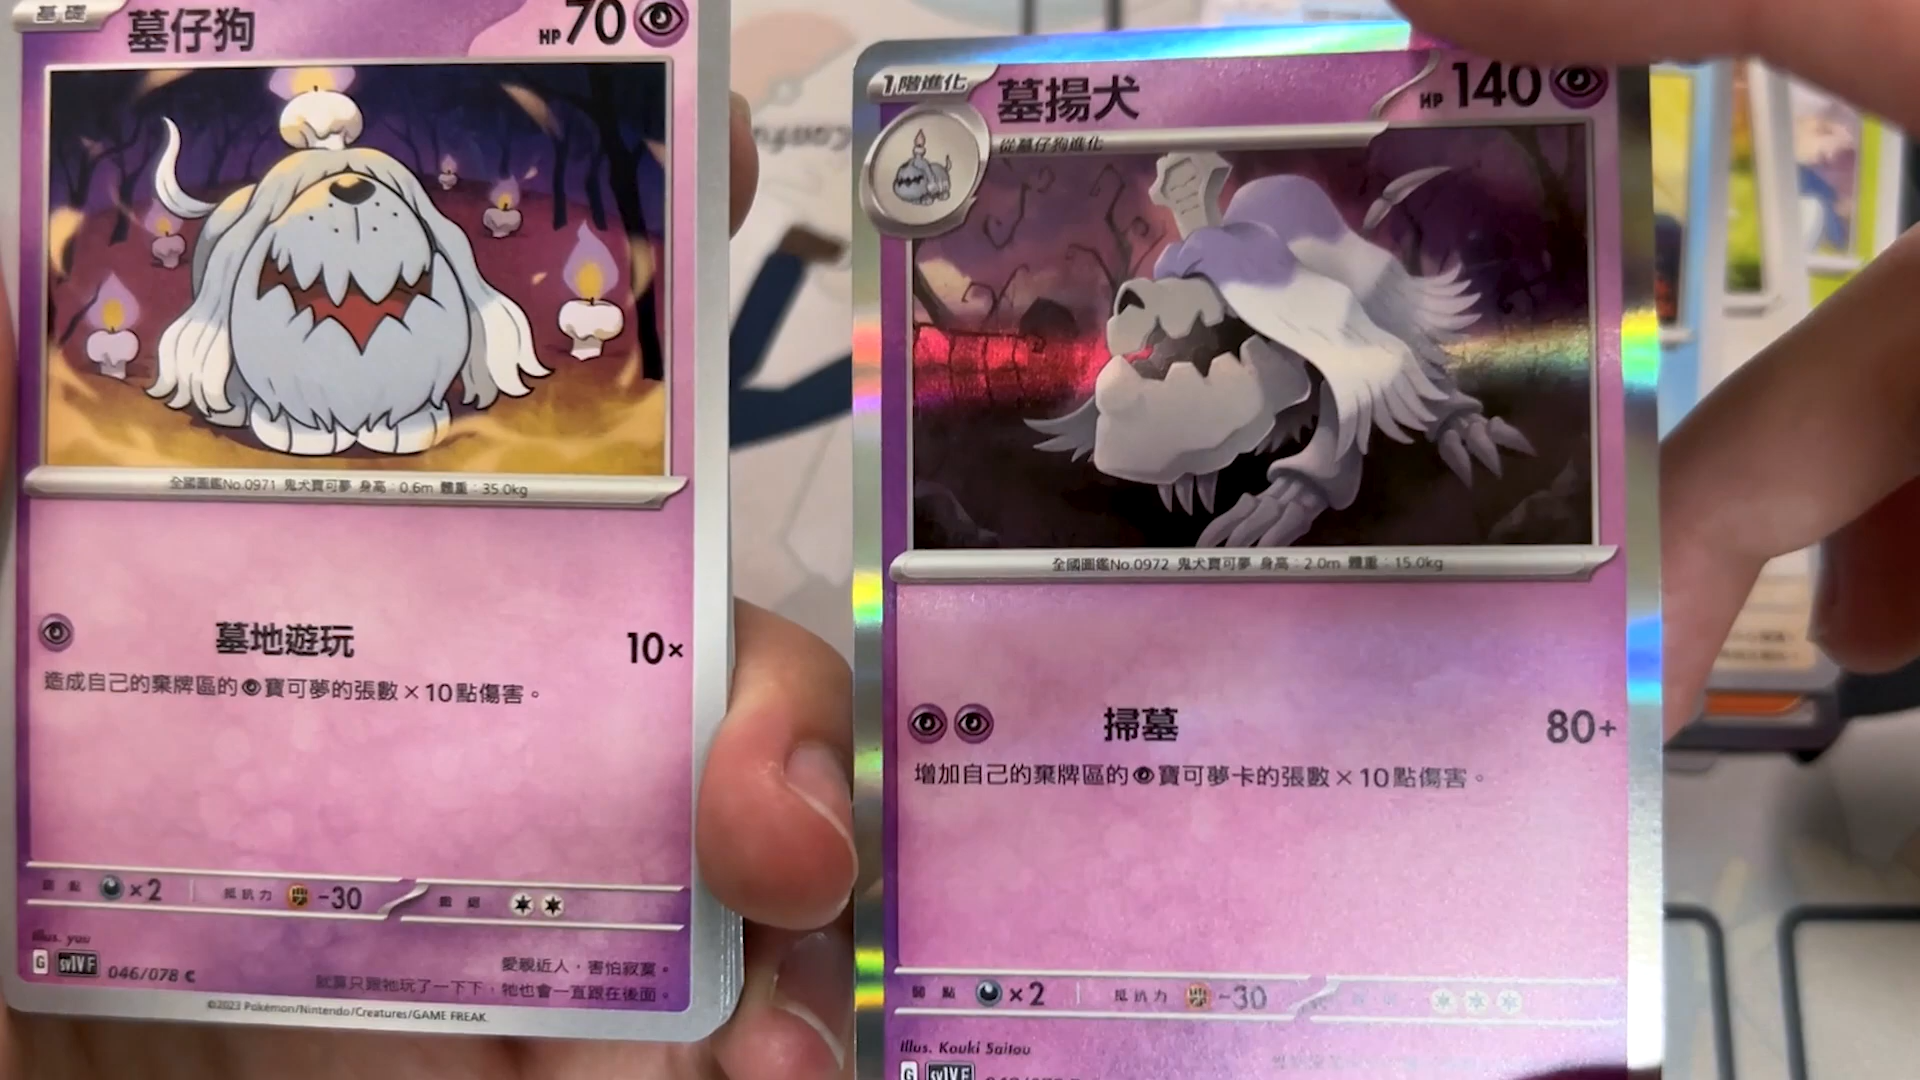 基礎
墓仔狗
HP 70
全國圖鑑No.0971 鬼犬寶可夢 身高：0.6m 體重：35.0kg
墓地遊玩 10×
造成自己的棄牌區的寶可夢的張數×10點傷害。
弱點 ×2 抵抗力 -30 撤退
Illus. yuu
G SV1V F 046/078 C
愛親近人，害怕寂寞。
就算只跟牠玩了一下下，牠也會一直跟在後面。
©2023 Pokémon/Nintendo/Creatures/GAME FREAK
1階進化
墓揚犬
HP 140
從墓仔狗進化
全國圖鑑No.0972 鬼犬寶可夢 身高：2.0m 體重：15.0kg
掃墓 80+
增加自己的棄牌區的寶可夢卡的張數×10點傷害。
弱點 ×2 抵抗力 -30
Illus. Kouki Saitou
G SV1V F